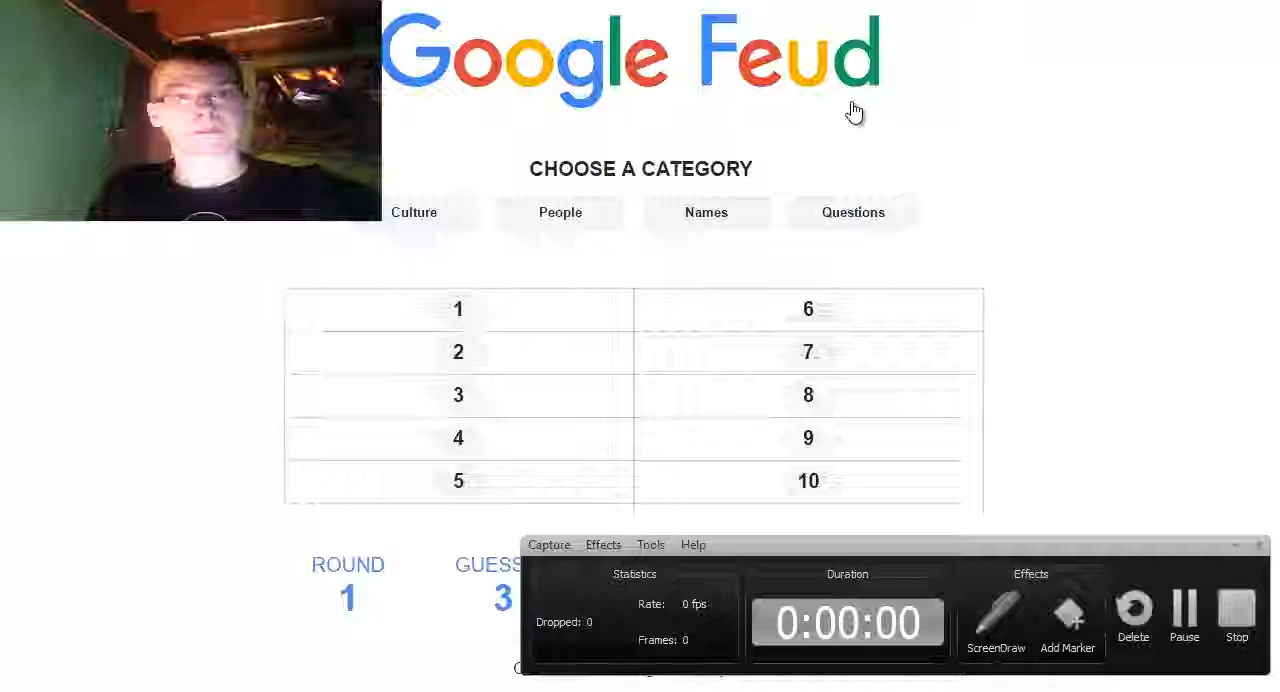 Google Feud
CHOOSE A CATEGORY
Culture People Names Questions
1 6
2 7
3 8
4 9
5 10
ROUND
1
GUESS
3
Capture Effects Tools Help
Statistics
Rate: 0 fps
Dropped: 0
Frames: 0
Duration
0:00:00
Effects
ScreenDraw Add Marker Delete Pause Stop